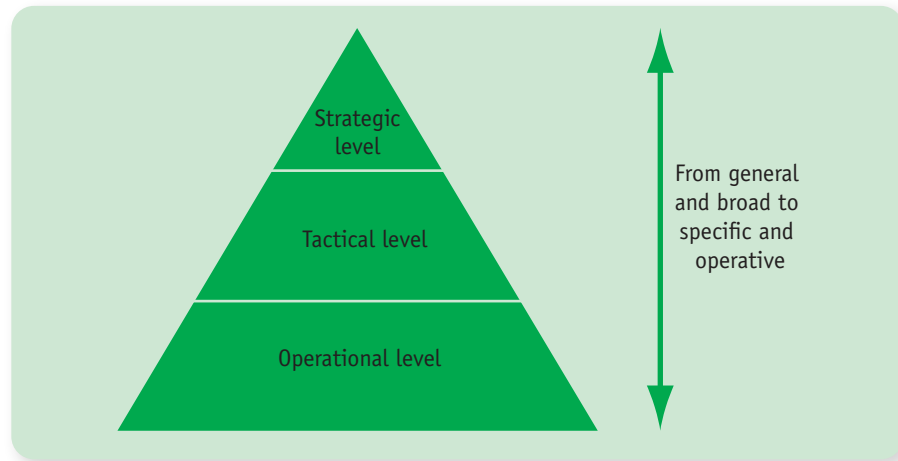 Strategic
level
Tactical level
Operational level
From general
and broad to
specific and
operative